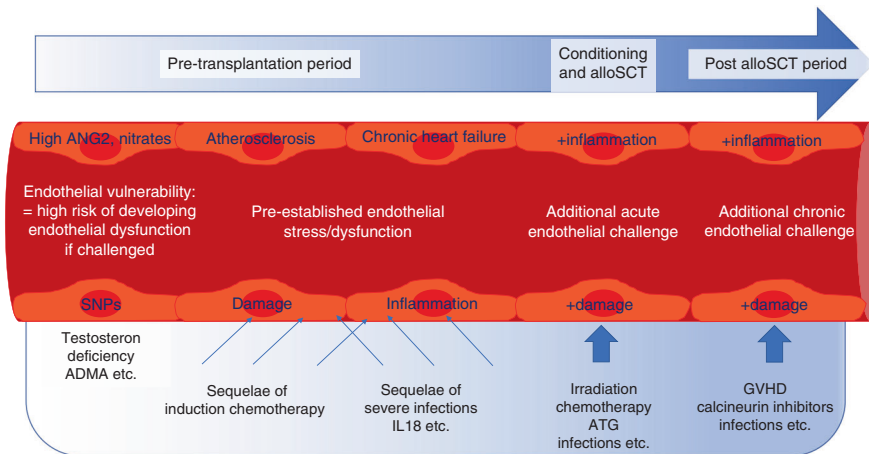 Pre-transplantation period
Conditioning
and alloSCT
Post alloSCT period
High ANG2, nitrates
Atherosclerosis
Chronic heart failure
+inflammation
+inflammation
Endothelial vulnerability:
= high risk of developing
endothelial dysfunction
if challenged
Pre-established endothelial
stress/dysfunction
Additional acute
endothelial challenge
Additional chronic
endothelial challenge
SNPs
Damage
Inflammation
+damage
+damage
Testosteron
deficiency
ADMA etc.
Sequelae of
induction chemotherapy
Sequelae of
severe infections
IL18 etc.
Irradiation
chemotherapy
ATG
infections etc.
GVHD
calcineurin inhibitors
infections etc.